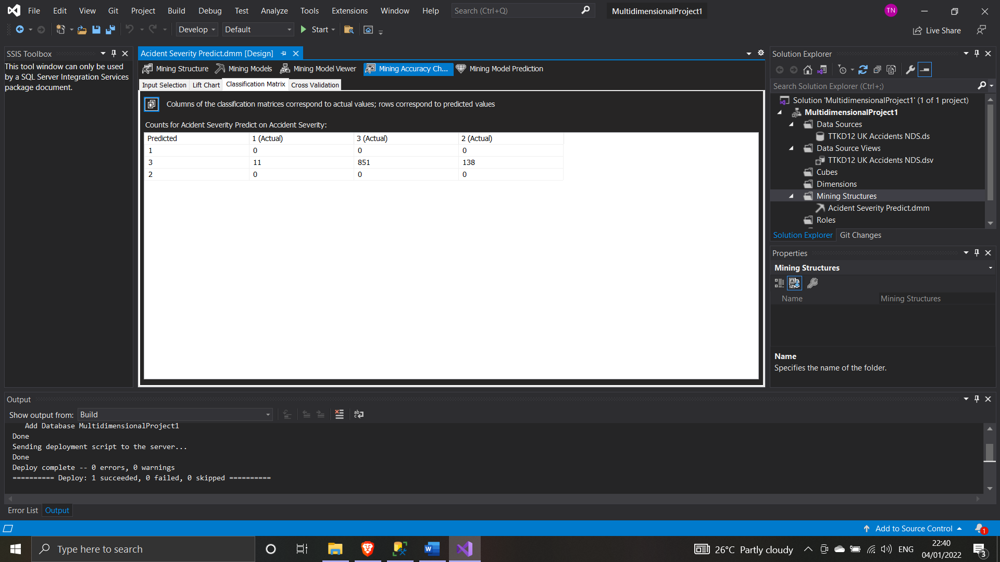 File Edit View Git Project Build Debug Test Analyze Tools Extensions Window Help Search (Ctrl+Q) MultidimensionalProject1 TN
Develop Default Start Live Share
SSIS Toolbox
This tool window can only be used
by a SQL Server Integration Services
package document.
Acident Severity Predict.dmm [Design]
Mining Structure Mining Models Mining Model Viewer Mining Accuracy Ch... Mining Model Prediction
Input Selection Lift Chart Classification Matrix Cross Validation
Columns of the classification matrices correspond to actual values; rows correspond to predicted values
Counts for Acident Severity Predict on Accident Severity:
Predicted 1 (Actual) 3 (Actual) 2 (Actual)
1 0 0 0
3 11 851 138
2 0 0 0
Solution Explorer
Search Solution Explorer (Ctrl+;)
Solution 'MultidimensionalProject1' (1 of 1 project)
MultidimensionalProject1
Data Sources
TTKD12 UK Accidents NDS.ds
Data Source Views
TTKD12 UK Accidents NDS.dsv
Cubes
Dimensions
Mining Structures
Acident Severity Predict.dmm
Roles
Solution Explorer Git Changes
Properties
Mining Structures
Name Mining Structures
Name
Specifies the name of the folder.
Output
Show output from: Build
Add Database MultidimensionalProject1
Done
Sending deployment script to the server...
Done
Deploy complete -- 0 errors, 0 warnings
========== Deploy: 1 succeeded, 0 failed, 0 skipped ==========
Error List Output
Add to Source Control 1
Type here to search 26°C Partly cloudy ENG 22:40
04/01/2022 3